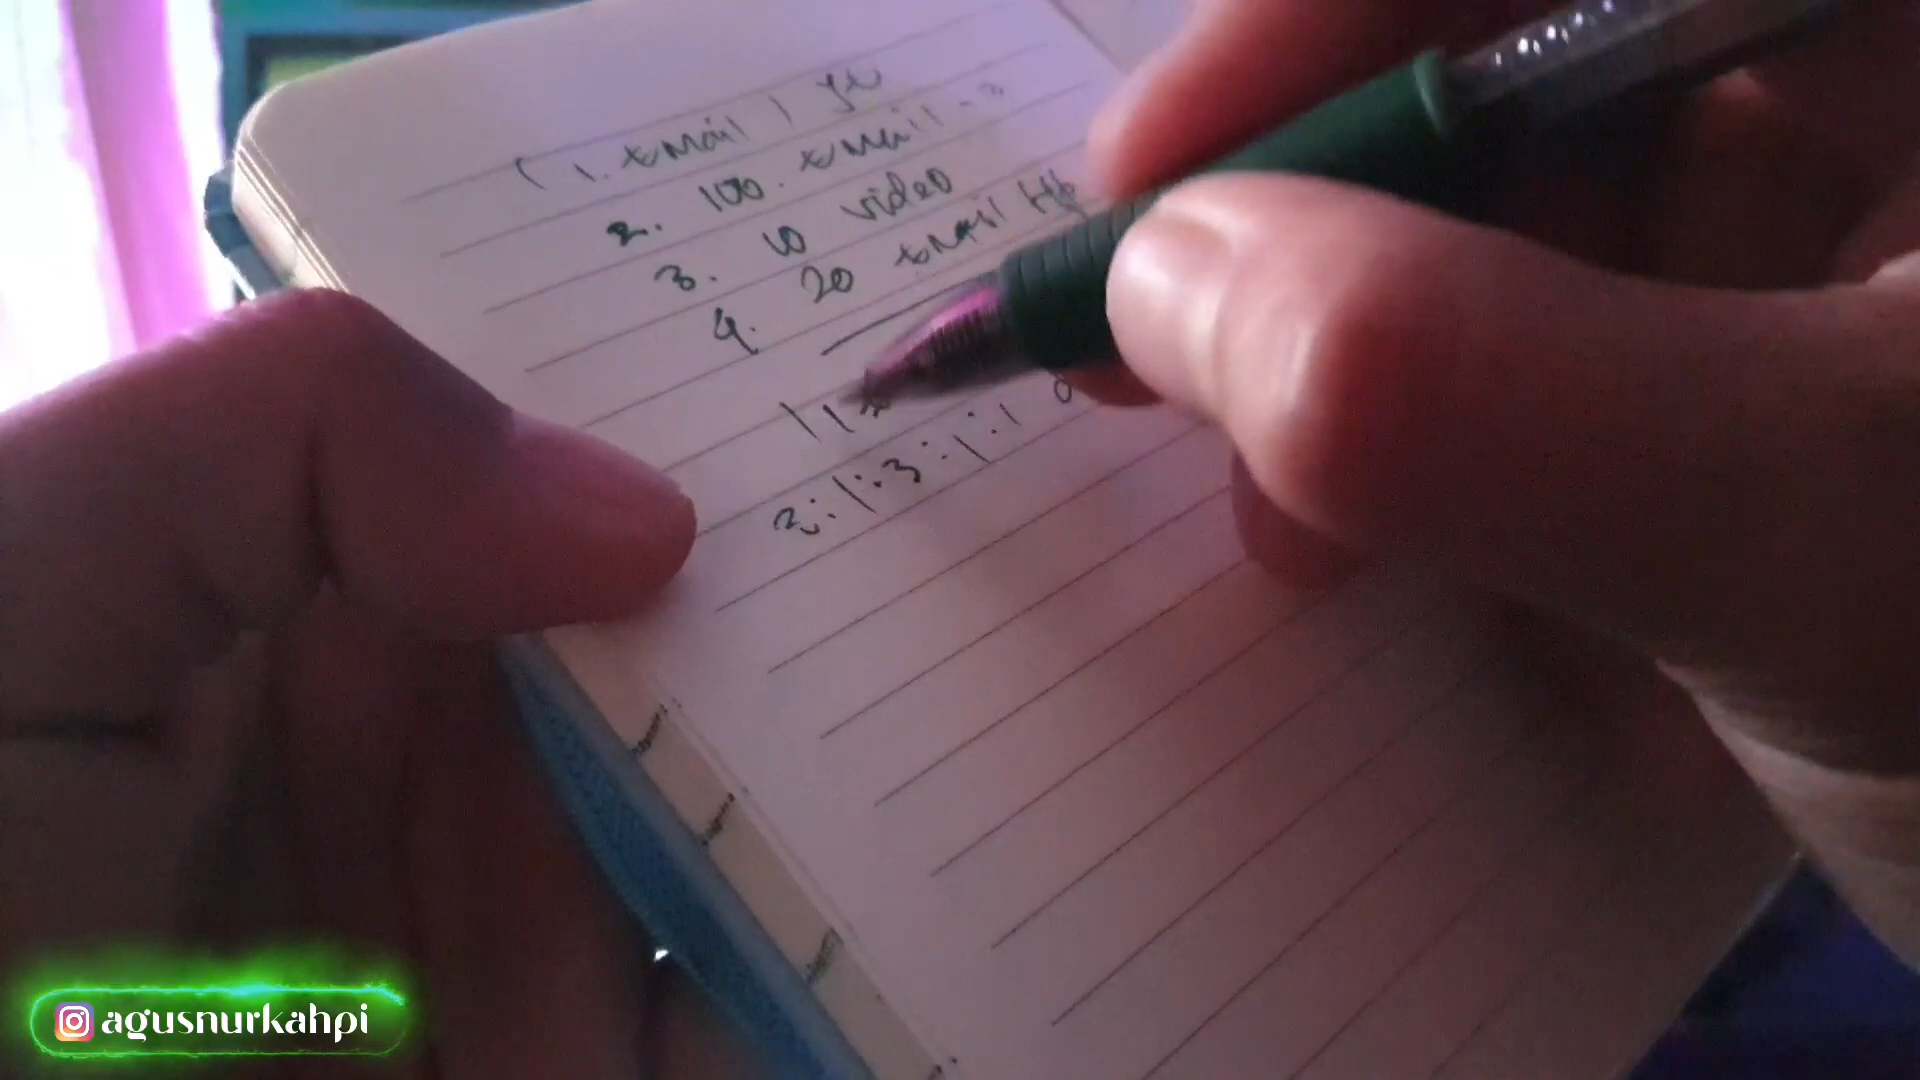 1. email 1 yt
2. 100. email
3. 10 video
4. 20 email
11
2:1:3:1:1
agusnurkahpi